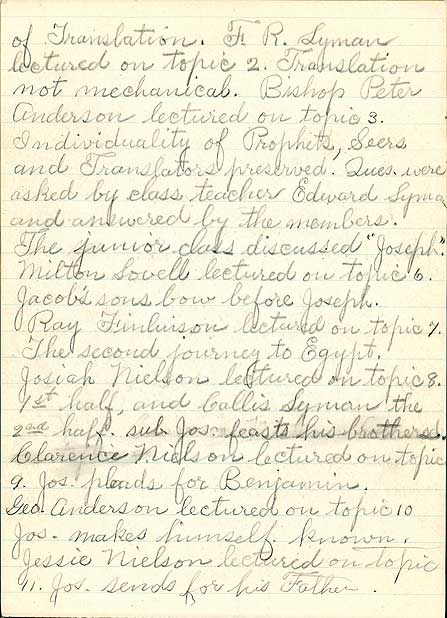 of Translation. F. R. Lyman
lectured on topic 2. Translation
not mechanical. Bishop Peter
Anderson lectured on topic 3.
Individuality of Prophets, Seers
and Translators preserved. Ques. were
asked by class teacher Edward Lyma
and answered by the members.
The junior class discussed "Joseph".
Milton Lovell lectured on topic 6.
Jacob's sons bow before Joseph.
Ray Finlinson lectured on topic 7.
The second journey to Egypt.
Josiah Nielson lectured on topic 8.
1st half, and Callis Lyman the
2nd half. sub. Jos. feasts his brothers.
Clarence Nielson lectured on topic
9. Jos. pleads for Benjamin.
Geo. Anderson lectured on topic 10
Jos. makes himself known.
Jessie Nielson lectured on topic
11. Jos. sends for his Father.